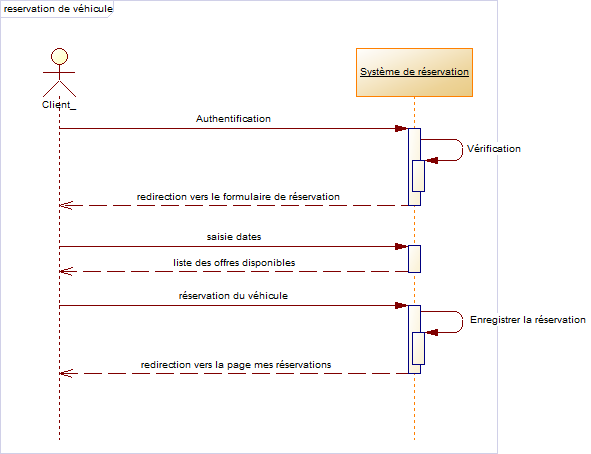 reservation de véhicule
Système de réservation
Client_
Authentification
Vérification
redirection vers le formulaire de réservation
saisie dates
liste des offres disponibles
réservation du véhicule
Enregistrer la réservation
redirection vers la page mes réservations